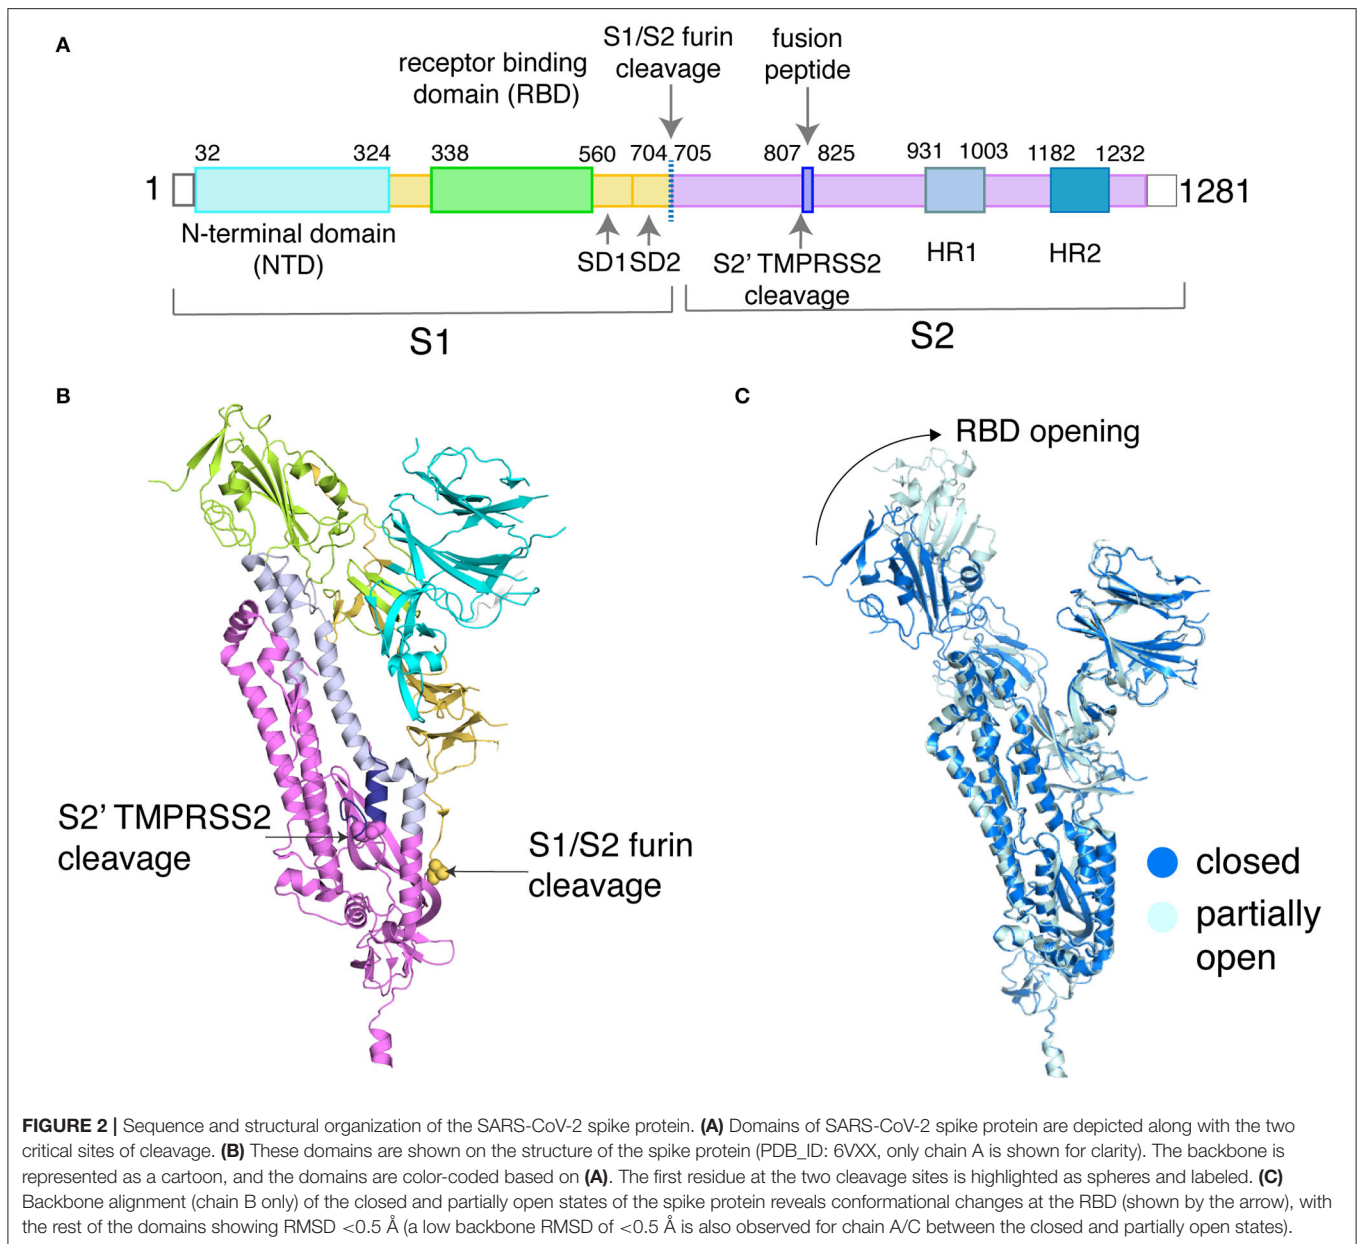 A
S1/S2 furin
cleavage
fusion
peptide
receptor binding
domain (RBD)
32
324
338
560
704
705
807
825
931
1003
1182
1232
1
1281
N-terminal domain
(NTD)
SD1
SD2
S2' TMPRSS2
cleavage
HR1
HR2
S1
S2
B
S2' TMPRSS2
cleavage
S1/S2 furin
cleavage
C
RBD opening
closed
partially
open
FIGURE 2 | Sequence and structural organization of the SARS-CoV-2 spike protein. (A) Domains of SARS-CoV-2 spike protein are depicted along with the two
critical sites of cleavage. (B) These domains are shown on the structure of the spike protein (PDB_ID: 6VXX, only chain A is shown for clarity). The backbone is
represented as a cartoon, and the domains are color-coded based on (A). The first residue at the two cleavage sites is highlighted as spheres and labeled. (C)
Backbone alignment (chain B only) of the closed and partially open states of the spike protein reveals conformational changes at the RBD (shown by the arrow), with
the rest of the domains showing RMSD <0.5 Å (a low backbone RMSD of <0.5 Å is also observed for chain A/C between the closed and partially open states).